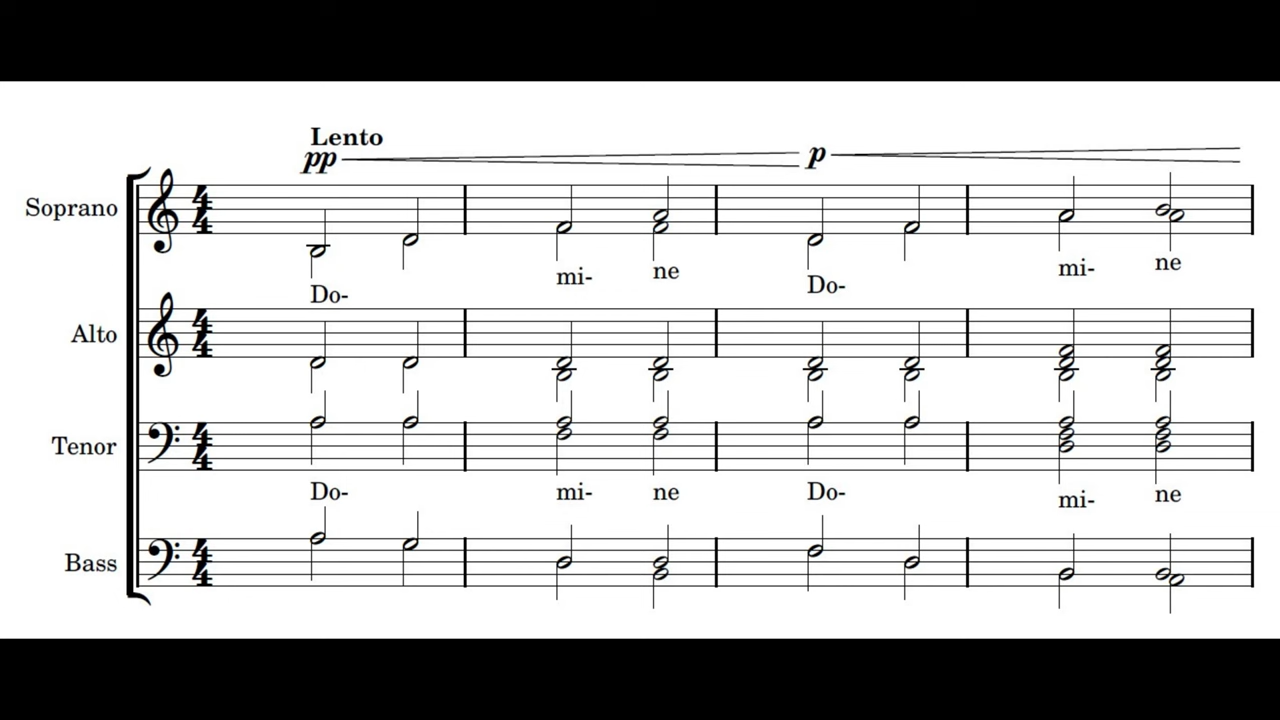 Lento
pp p
Soprano 4 4
Do- mi- ne Do- mi- ne
Alto 4 4
Tenor 4 4
Do- mi- ne Do- mi- ne
Bass 4 4